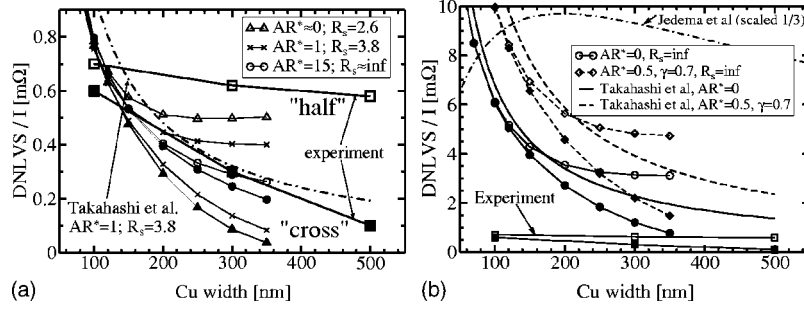 DNLVS / I [mΩ]
0.8
0.6
0.4
0.2
0
100
200
300
400
500
Cu width [nm]
AR*≈0; Rs=2.6
AR*=1; Rs=3.8
AR*=15; Rs≈inf
"half"
experiment
"cross"
Takahashi et al.
AR*=1; Rs=3.8
(a)
DNLVS / I [mΩ]
10
8
6
4
2
0
100
200
300
400
500
Cu width [nm]
Jedema et al (scaled 1/3)
AR*=0, Rs=inf
AR*=0.5, γ=0.7, Rs=inf
Takahashi et al, AR*=0
Takahashi et al, AR*=0.5, γ=0.7
Experiment
(b)